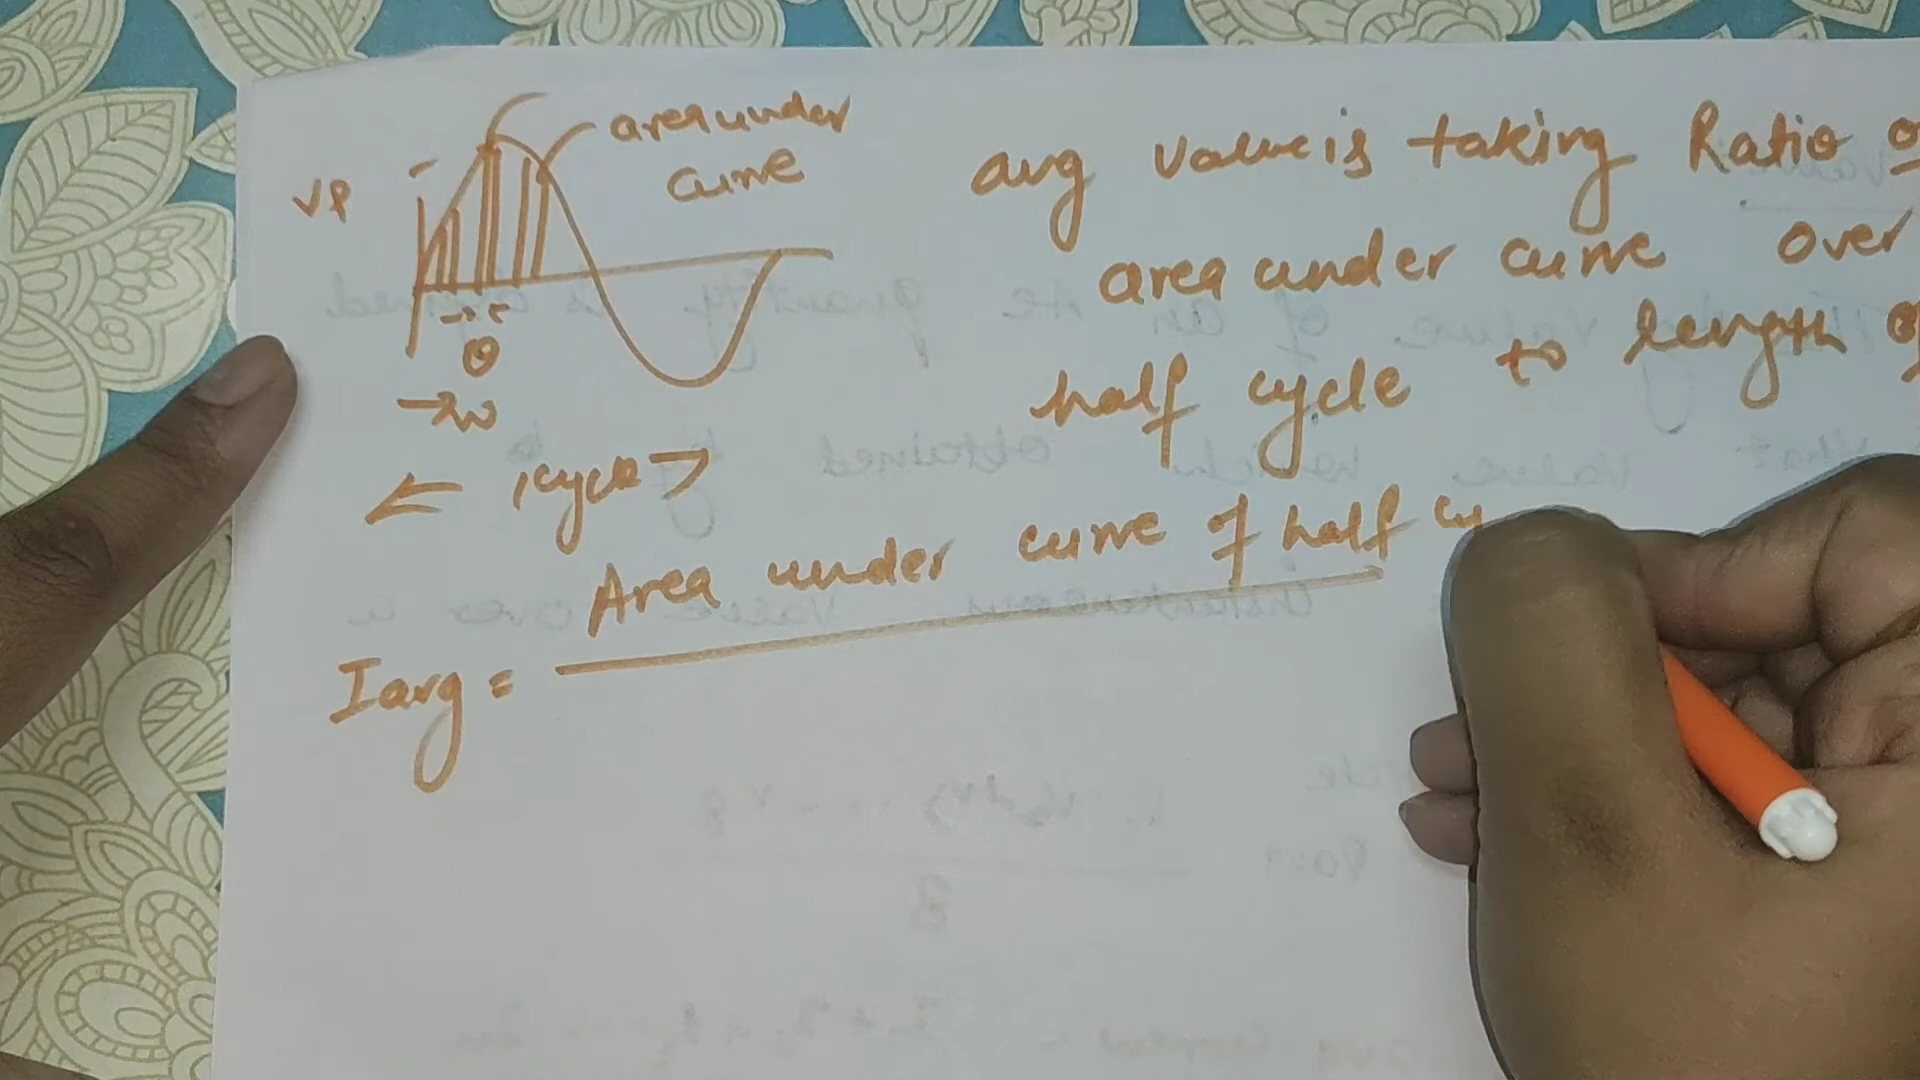 area under
curve
VP
θ
1cycle
avg value is taking Ratio
area under curve over
half cycle to length
Area under curve of half cy
Iavg =